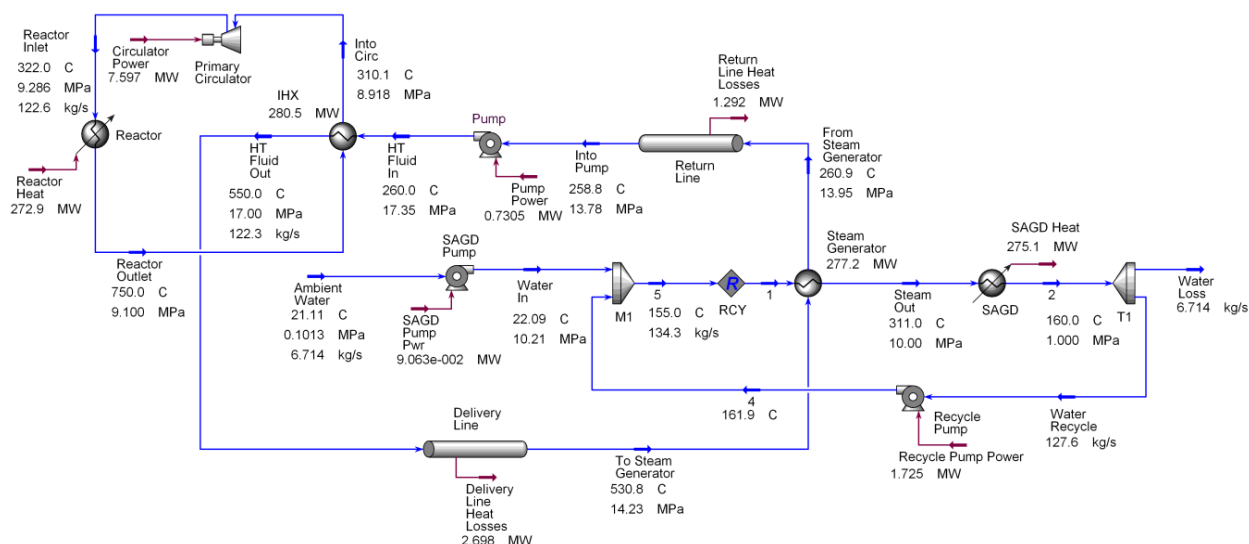 Reactor
Inlet
322.0 C
9.286 MPa
122.6 kg/s
Circulator
Power
7.597 MW
Primary
Circulator
Into
Circ
310.1 C
8.918 MPa
IHX
280.5 MW
Reactor
Reactor
Heat
272.9 MW
HT
Fluid
Out
550.0 C
17.00 MPa
122.3 kg/s
HT
Fluid
In
260.0 C
17.35 MPa
Pump
Pump
Power
0.7305 MW
Into
Pump
258.8 C
13.78 MPa
Return
Line Heat
Losses
1.292 MW
Return
Line
From
Steam
Generator
260.9 C
13.95 MPa
Reactor
Outlet
750.0 C
9.100 MPa
Ambient
Water
21.11 C
0.1013 MPa
6.714 kg/s
SAGD
Pump
SAGD
Pump
Pwr
9.063e-002 MW
Water
In
22.09 C
10.21 MPa
M1
5
155.0 C
134.3 kg/s
R
RCY
1
Steam
Generator
277.2 MW
Steam
Out
311.0 C
10.00 MPa
SAGD Heat
275.1 MW
SAGD
2
160.0 C
1.000 MPa
T1
Water
Loss
6.714 kg/s
4
161.9 C
Recycle
Pump
Recycle Pump Power
1.725 MW
Water
Recycle
127.6 kg/s
Delivery
Line
Delivery
Line
Heat
Losses
2.698 MW
To Steam
Generator
530.8 C
14.23 MPa